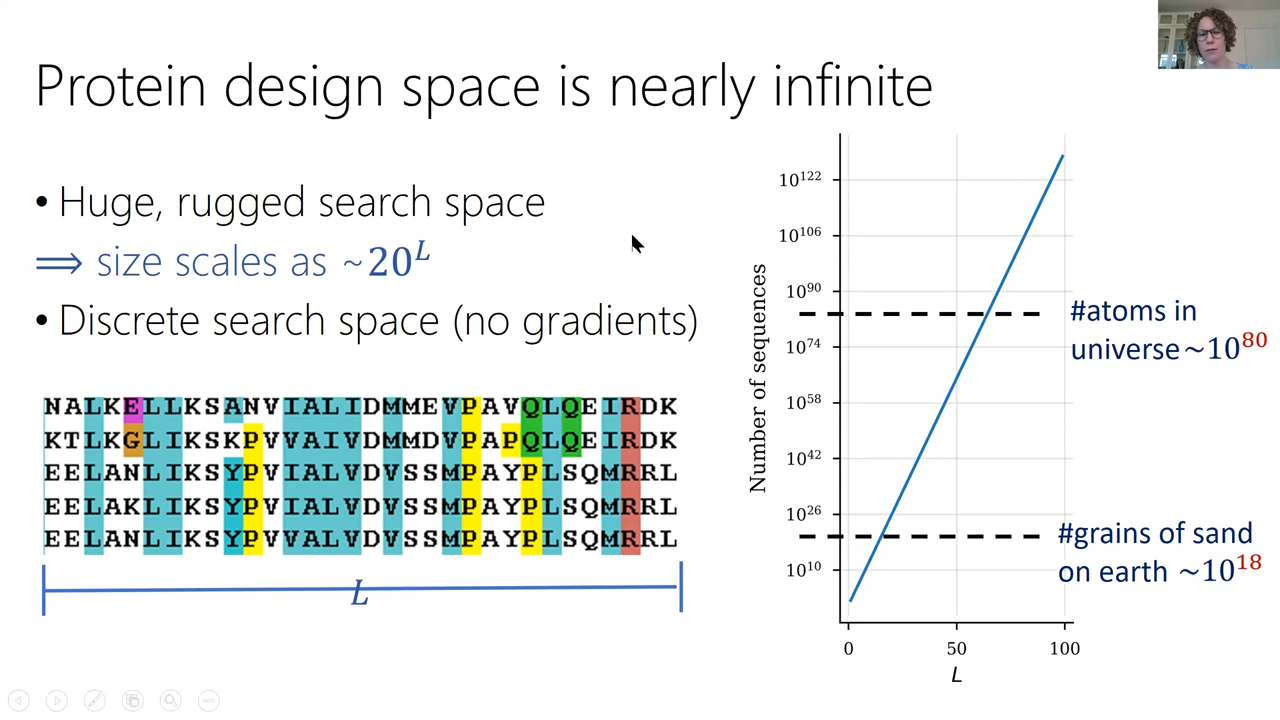 Protein design space is nearly infinite
• Huge, rugged search space
⟹ size scales as ~20^L
• Discrete search space (no gradients)
NALKELLKSANVIALIDMMEVPAVQLQEIRDK
KTLKGLIKSKPVVAIVDMMDVPAPQLQEIRDK
EELANLIKSYPVIALVDVSSMPAYPLSQMRRL
EELAKLIKSYPVIALVDVSSMPAYPLSQMRRL
EELANLIKSYPVVALVDVSSMPAYPLSQMRRL
L
Number of sequences
10^122
10^106
10^90
10^74
10^58
10^42
10^26
10^10
0 50 100
L
#atoms in
universe~10^80
#grains of sand
on earth ~10^18